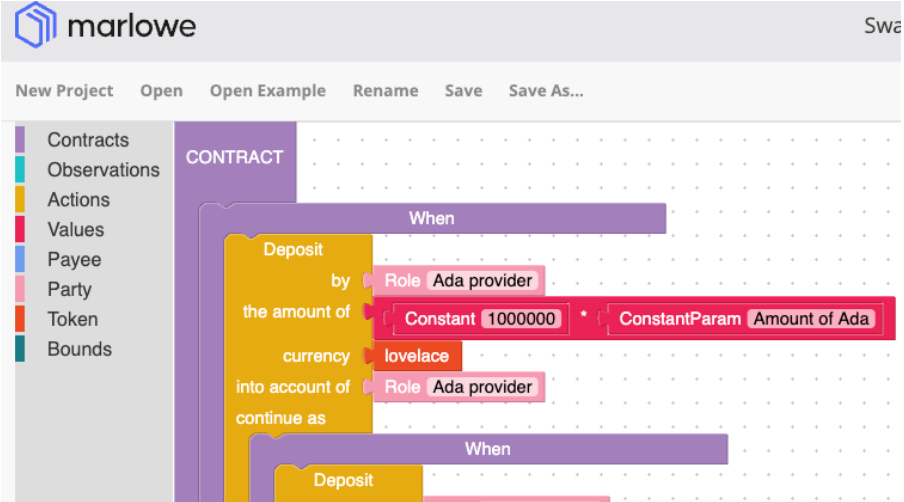 marlowe
Swa
New Project Open Open Example Rename Save Save As...
Contracts
Observations
Actions
Values
Payee
Party
Token
Bounds
CONTRACT
When
Deposit
by Role Ada provider
the amount of Constant 1000000 * ConstantParam Amount of Ada
currency lovelace
into account of Role Ada provider
continue as
When
Deposit